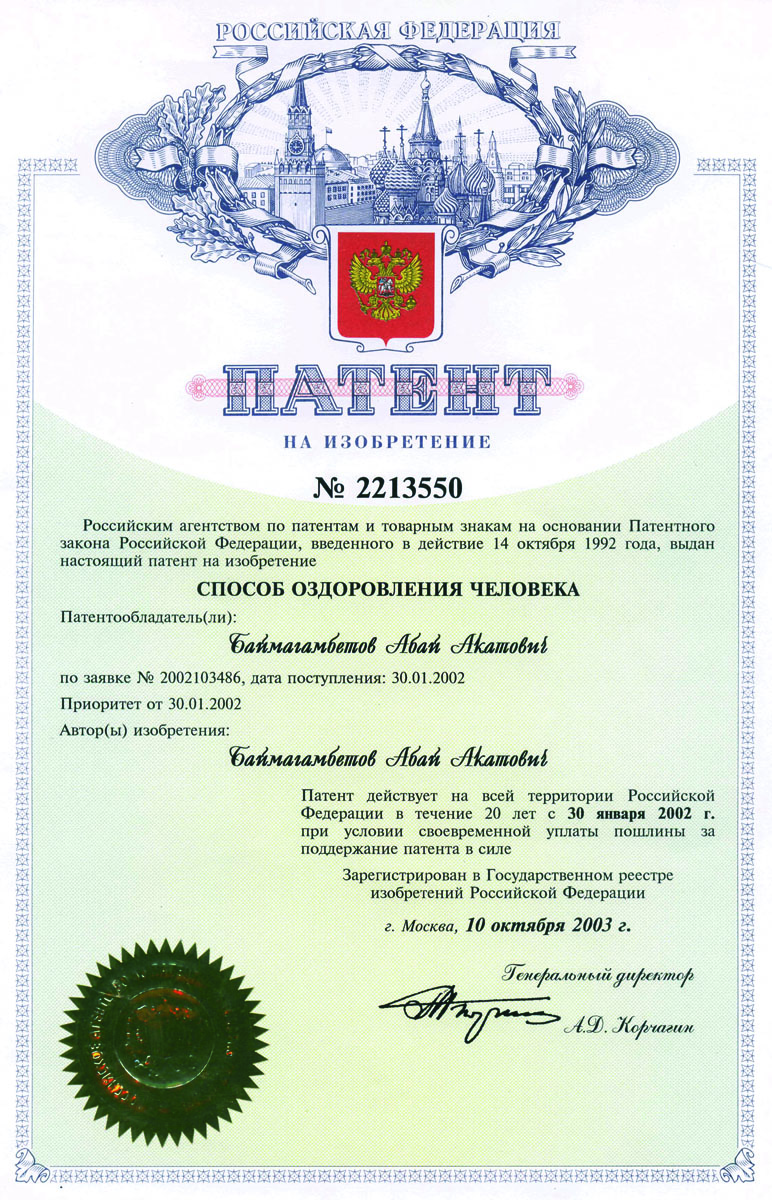 РОССИЙСКАЯ ФЕДЕРАЦИЯ
ПАТЕНТ
НА ИЗОБРЕТЕНИЕ
№ 2213550
Российским агентством по патентам и товарным знакам на основании Патентного
закона Российской Федерации, введенного в действие 14 октября 1992 года, выдан
настоящий патент на изобретение
СПОСОБ ОЗДОРОВЛЕНИЯ ЧЕЛОВЕКА
Патентообладатель(ли):
Баймагамбетов Абай Акатович
по заявке № 2002103486, дата поступления: 30.01.2002
Приоритет от 30.01.2002
Автор(ы) изобретения:
Баймагамбетов Абай Акатович
Патент действует на всей территории Российской
Федерации в течение 20 лет с 30 января 2002 г.
при условии своевременной уплаты пошлины за
поддержание патента в силе
Зарегистрирован в Государственном реестре
изобретений Российской Федерации
г. Москва, 10 октября 2003 г.
Генеральный директор
А.Д. Корчагин